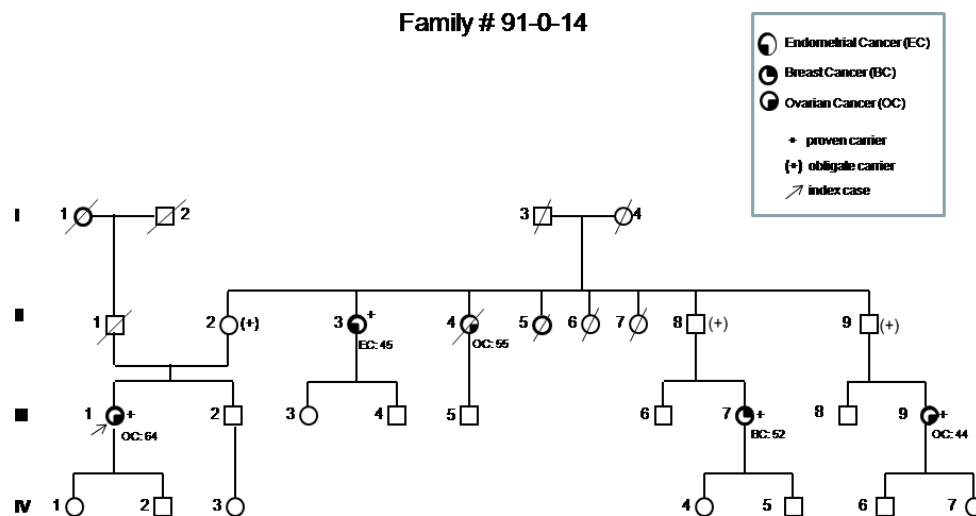 Family # 91-0-14
Endometrial Cancer (EC)
Breast Cancer (BC)
Ovarian Cancer (OC)
+ proven carrier
(+) obligate carrier
index case
I 1 2 3 4
II 1 2 (+) 3 + 4 5 6 7 8 (+) 9 (+)
EC: 45 OC: 55
III 1 + 2 3 4 5 6 7 + 8 9 +
OC: 64 BC: 52 OC: 44
IV 1 2 3 4 5 6 7